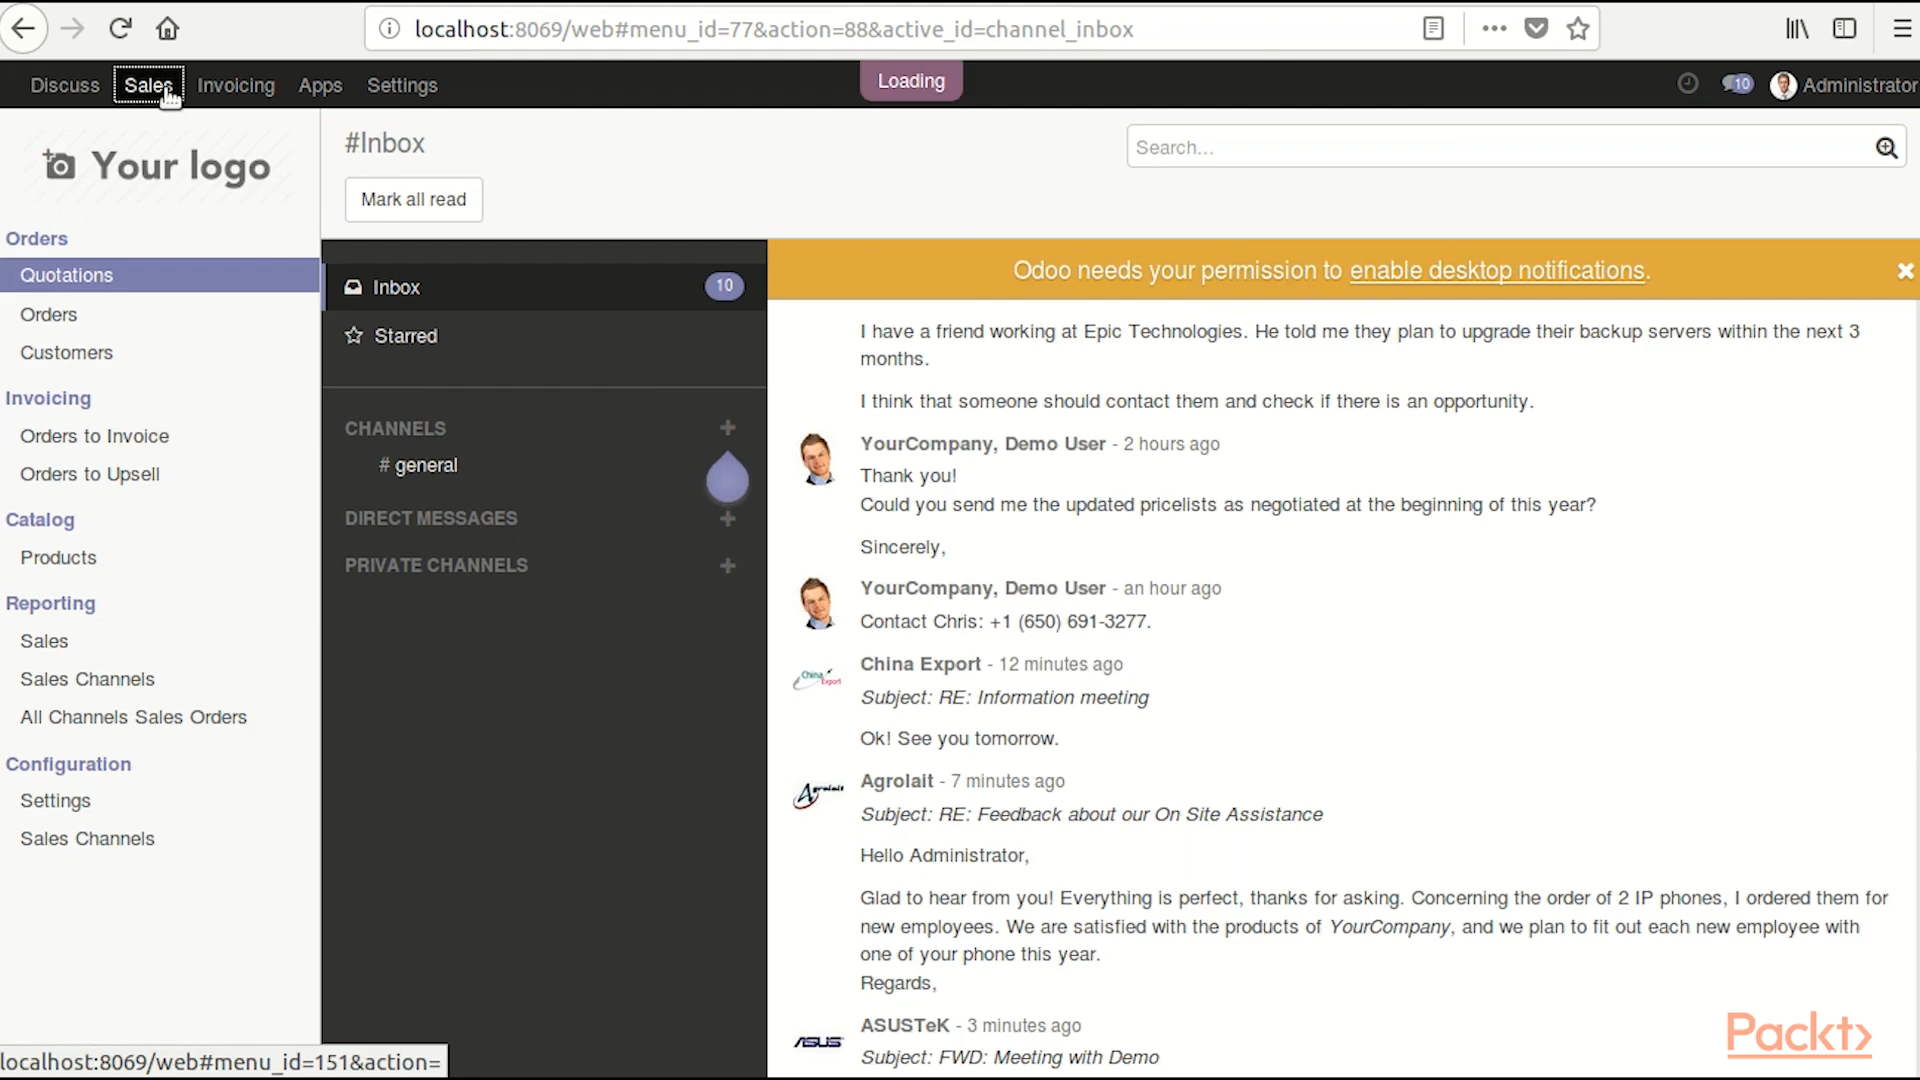 localhost:8069/web#menu_id=77&action=88&active_id=channel_inbox
Discuss Sales Invoicing Apps Settings
Loading
10 Administrator
Your logo
Orders
Quotations
Orders
Customers
Invoicing
Orders to Invoice
Orders to Upsell
Catalog
Products
Reporting
Sales
Sales Channels
All Channels Sales Orders
Configuration
Settings
Sales Channels
localhost:8069/web#menu_id=151&action=
#Inbox
Search...
Mark all read
Inbox 10
Starred
CHANNELS
# general
DIRECT MESSAGES
PRIVATE CHANNELS
Odoo needs your permission to enable desktop notifications.
I have a friend working at Epic Technologies. He told me they plan to upgrade their backup servers within the next 3
months.
I think that someone should contact them and check if there is an opportunity.
YourCompany, Demo User - 2 hours ago
Thank you!
Could you send me the updated pricelists as negotiated at the beginning of this year?
Sincerely,
YourCompany, Demo User - an hour ago
Contact Chris: +1 (650) 691-3277.
China Export
China Export - 12 minutes ago
Subject: RE: Information meeting
Ok! See you tomorrow.
Agrolait
Agrolait - 7 minutes ago
Subject: RE: Feedback about our On Site Assistance
Hello Administrator,
Glad to hear from you! Everything is perfect, thanks for asking. Concerning the order of 2 IP phones, I ordered them for
new employees. We are satisfied with the products of YourCompany, and we plan to fit out each new employee with
one of your phone this year.
Regards,
ASUS
ASUSTeK - 3 minutes ago
Subject: FWD: Meeting with Demo
Packt